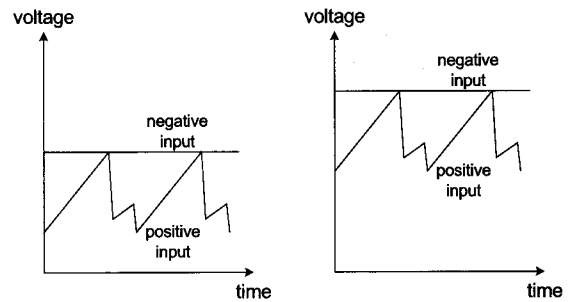 voltage
negative
input
positive
input
time
voltage
negative
input
positive
input
time